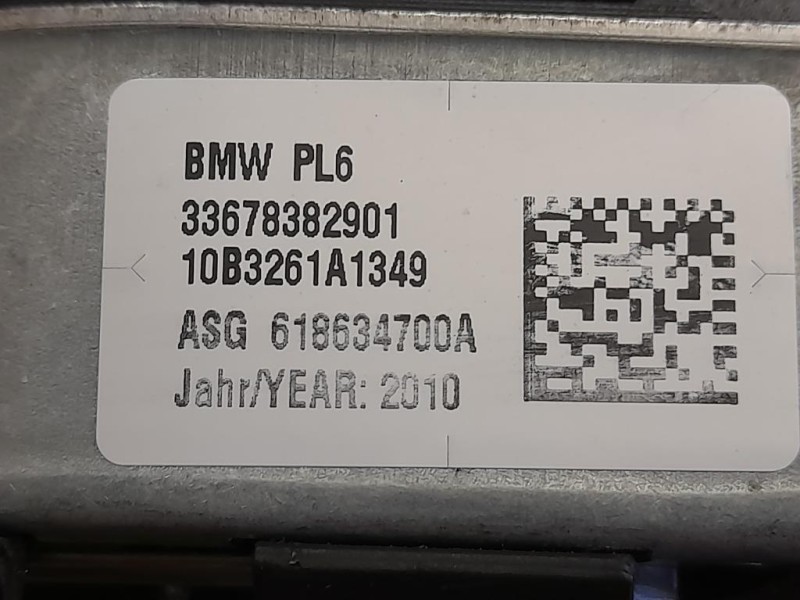 BMW PL6
33678382901
10B3261A1349
ASG 618634700A
Jahr/YEAR: 2010